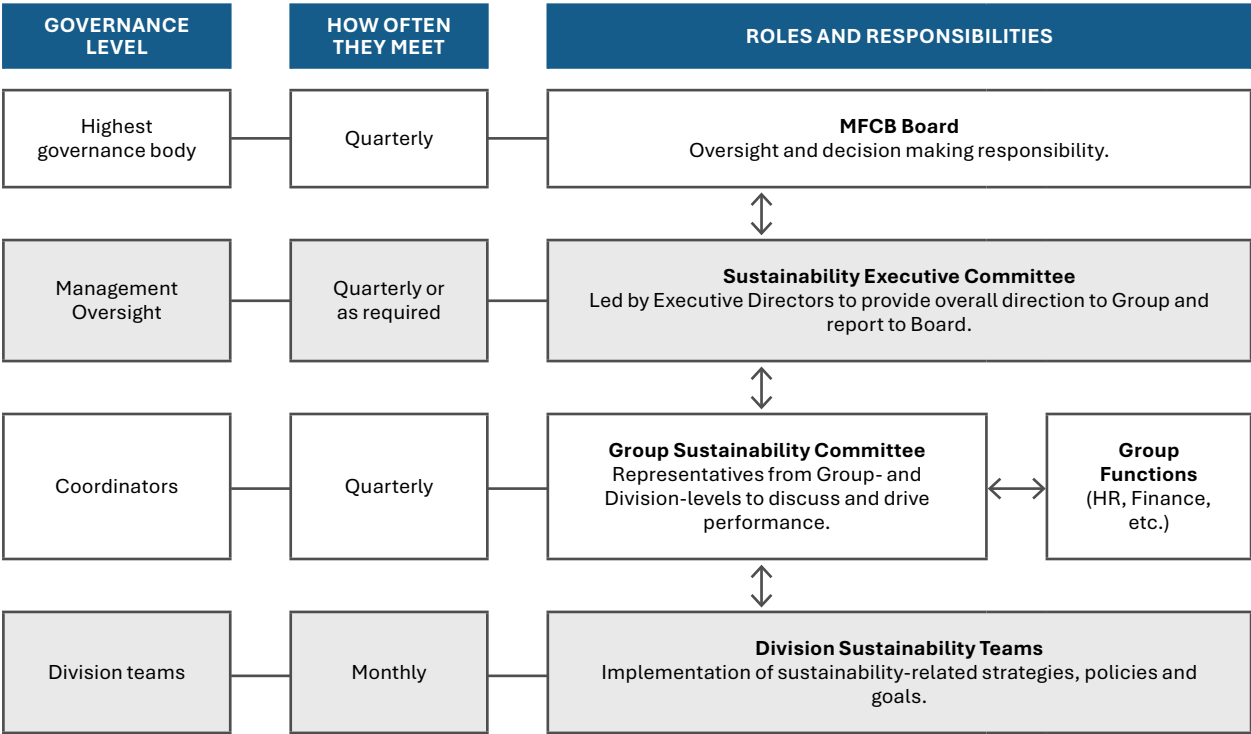 GOVERNANCE
LEVEL
HOW OFTEN
THEY MEET
ROLES AND RESPONSIBILITIES
Highest
governance body
Quarterly
MFCB Board
Oversight and decision making responsibility.
Management
Oversight
Quarterly or
as required
Sustainability Executive Committee
Led by Executive Directors to provide overall direction to Group and
report to Board.
Coordinators
Quarterly
Group Sustainability Committee
Representatives from Group- and
Division-levels to discuss and drive
performance.
Group
Functions
(HR, Finance,
etc.)
Division teams
Monthly
Division Sustainability Teams
Implementation of sustainability-related strategies, policies and
goals.